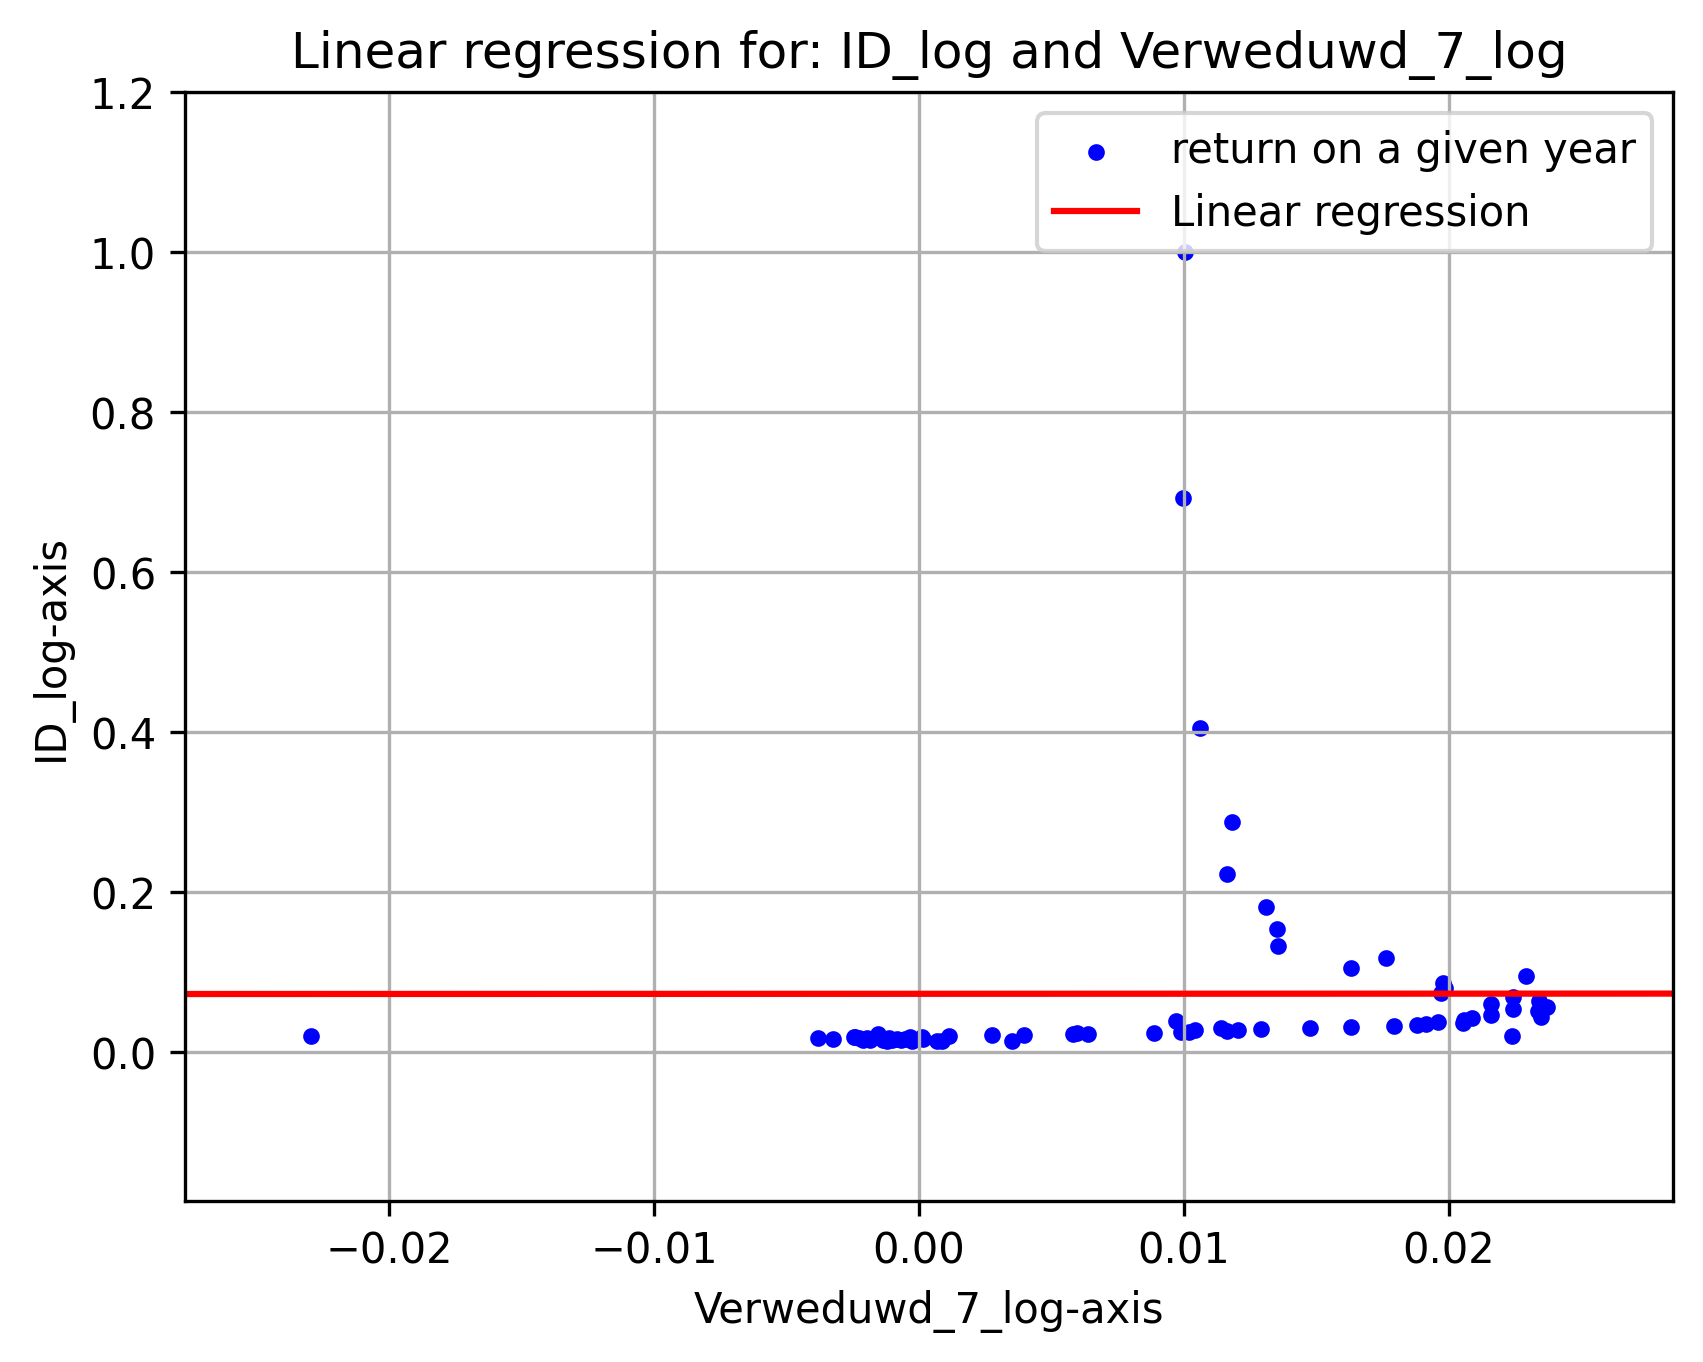 Linear regression for: ID_log and Verweduwd_7_log
return on a given year
Linear regression
1.2
1.0
0.8
0.6
0.4
0.2
0.0
ID_log-axis
−0.02 −0.01 0.00 0.01 0.02
Verweduwd_7_log-axis